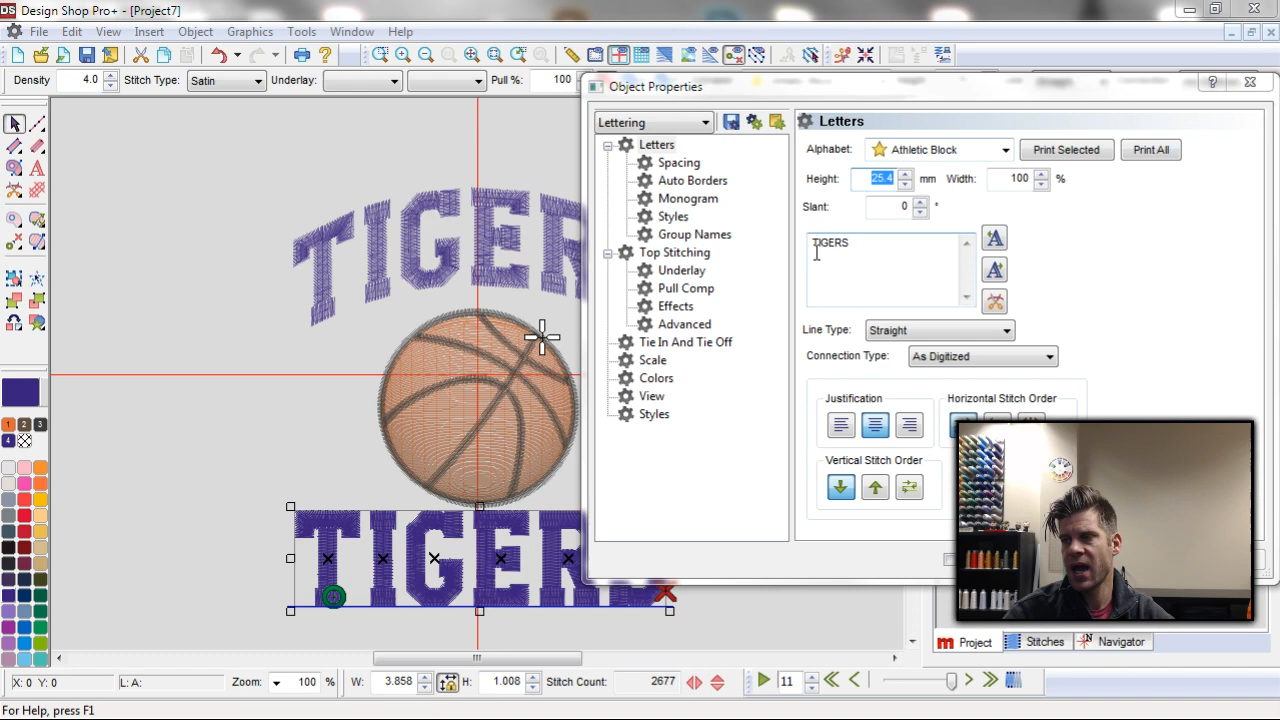 DS Design Shop Pro+ - [Project7]
File Edit View Insert Object Graphics Tools Window Help
Density 4.0 Stitch Type: Satin Underlay: Pull %: 100
Object Properties
Lettering
Letters
Spacing
Auto Borders
Monogram
Styles
Group Names
Top Stitching
Underlay
Pull Comp
Effects
Advanced
Tie In And Tie Off
Scale
Colors
View
Styles
Letters
Alphabet: Athletic Block Print Selected Print All
Height: 25.4 mm Width: 100 %
Slant: 0 °
TIGERS
Line Type: Straight
Connection Type: As Digitized
Justification Horizontal Stitch Order
Vertical Stitch Order
1 2 3
4
m Project Stitches Navigator
X: 0 Y: 0 L: A: Zoom: 100 % W: 3.858 H: 1.008 Stitch Count: 2677 11
For Help, press F1